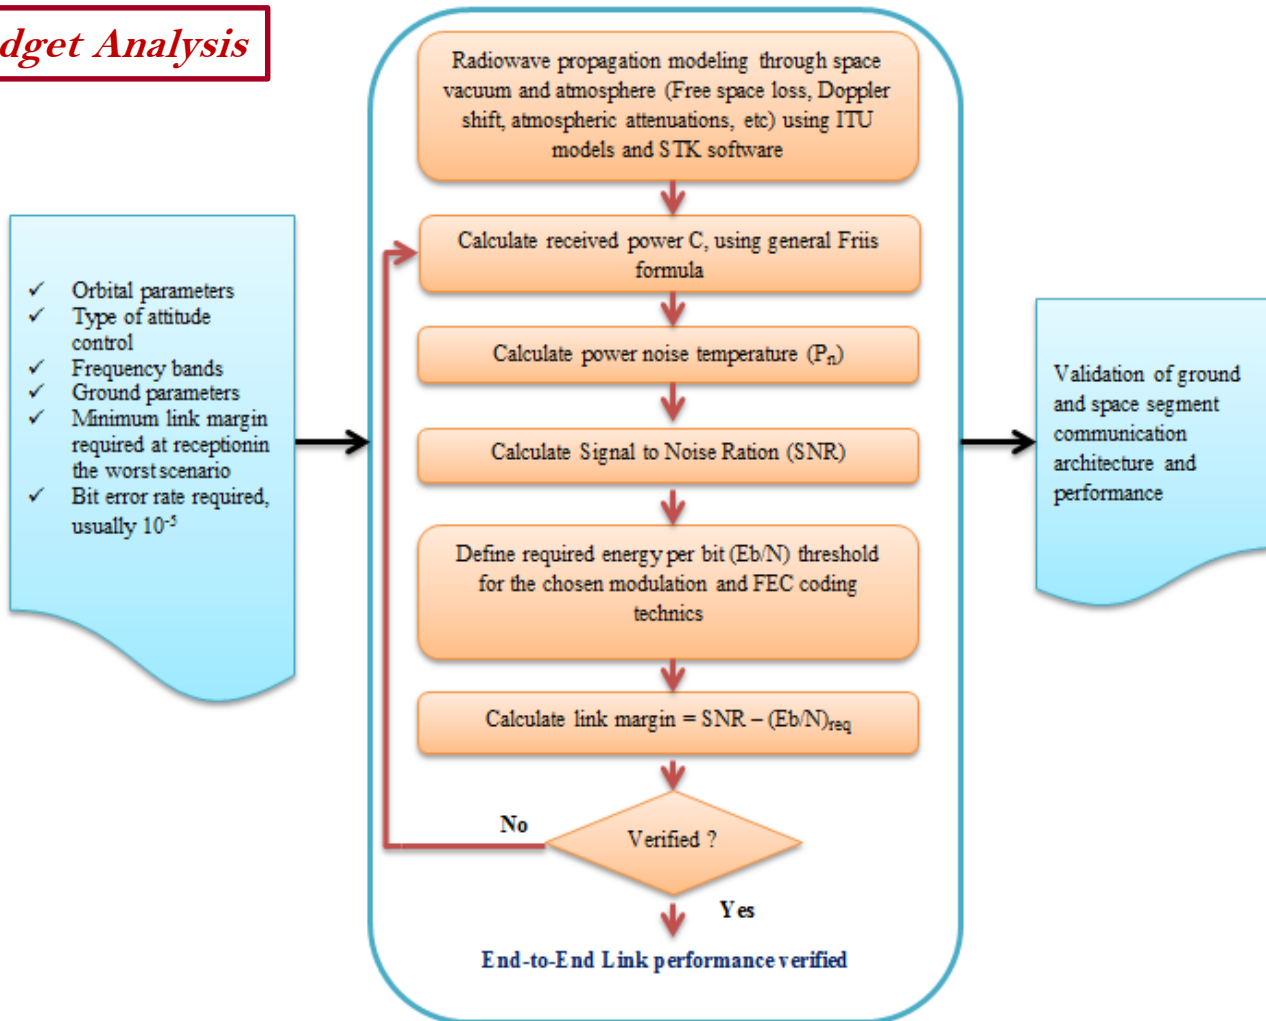 dget Analysis
Radiowave propagation modeling through space
vacuum and atmosphere (Free space loss, Doppler
shift, atmospheric attenuations, etc) using ITU
models and STK software
Calculate received power C, using general Friis
formula
Calculate power noise temperature (Pn)
Calculate Signal to Noise Ration (SNR)
Define required energy per bit (Eb/N) threshold
for the chosen modulation and FEC coding
technics
Calculate link margin = SNR – (Eb/N)req
Verified ?
No
Yes
End-to-End Link performance verified
✓ Orbital parameters
✓ Type of attitude
control
✓ Frequency bands
✓ Ground parameters
✓ Minimum link margin
required at receptionin
the worst scenario
✓ Bit error rate required,
usually 10⁻⁵
Validation of ground
and space segment
communication
architecture and
performance